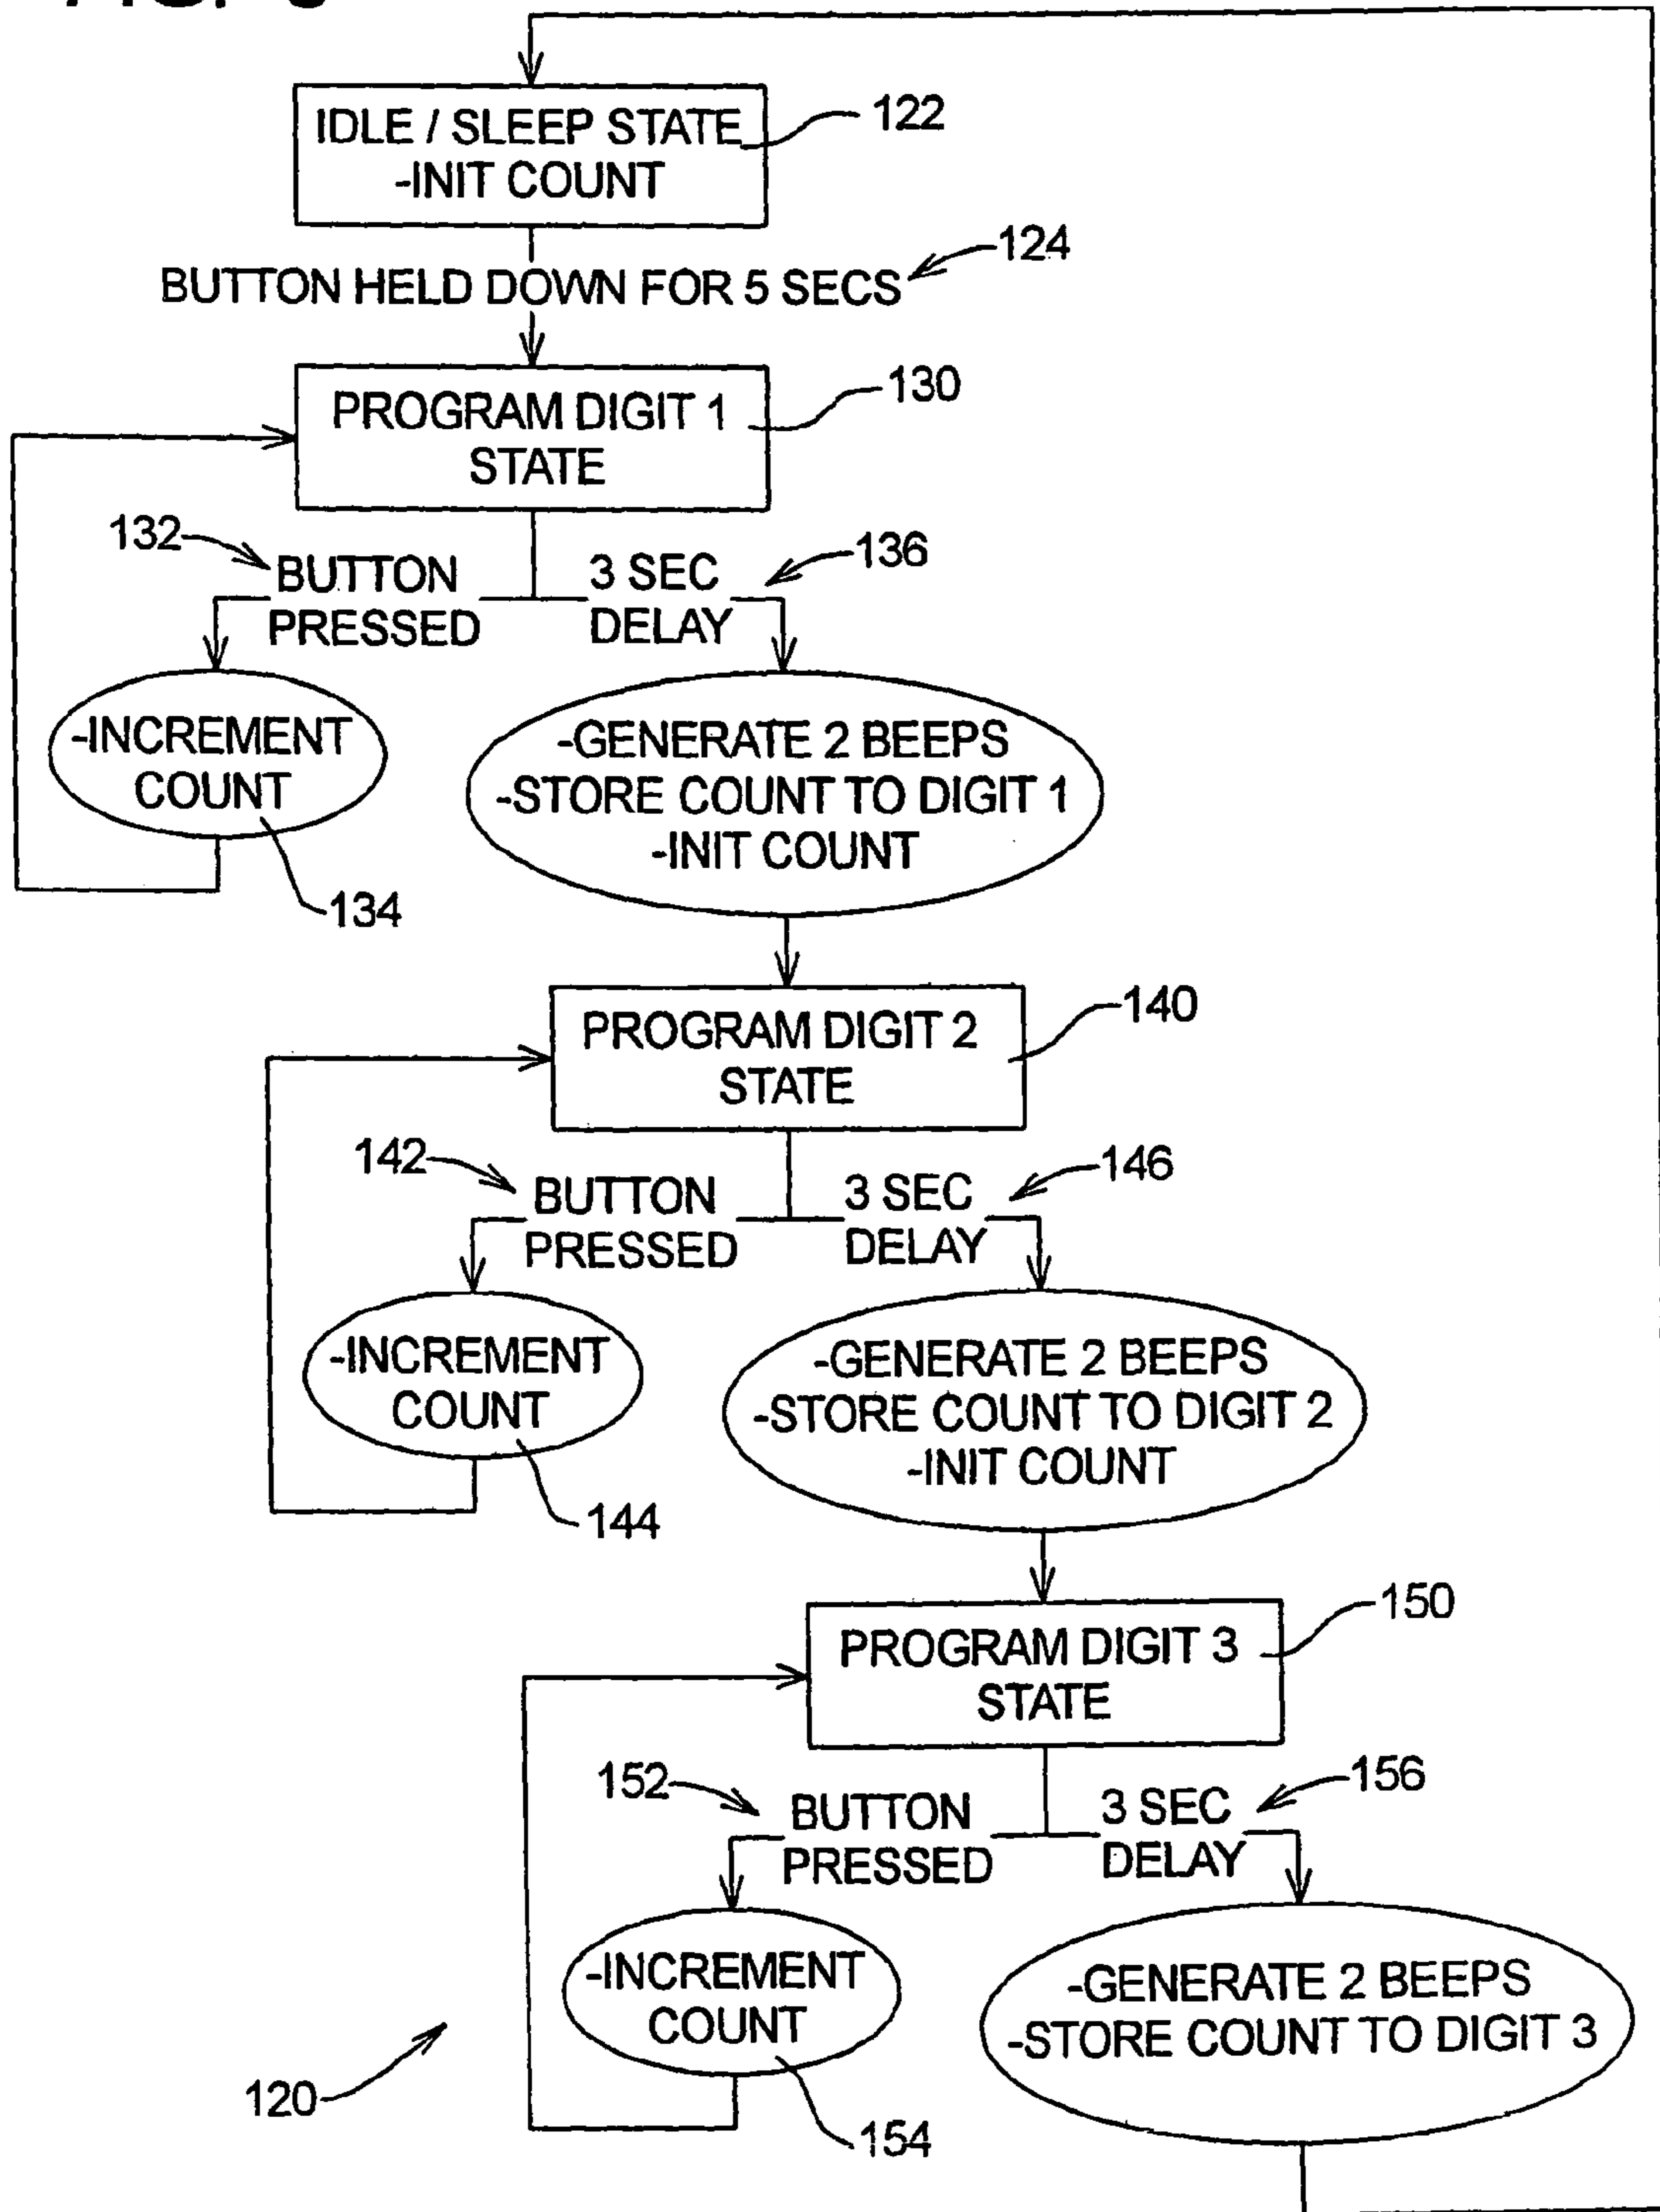 IDLE / SLEEP STATE
-INIT COUNT
122
BUTTON HELD DOWN FOR 5 SECS
124
PROGRAM DIGIT 1
STATE
130
132
BUTTON
PRESSED
3 SEC
DELAY
136
-INCREMENT
COUNT
134
-GENERATE 2 BEEPS
-STORE COUNT TO DIGIT 1
-INIT COUNT
PROGRAM DIGIT 2
STATE
140
142
BUTTON
PRESSED
3 SEC
DELAY
146
-INCREMENT
COUNT
144
-GENERATE 2 BEEPS
-STORE COUNT TO DIGIT 2
-INIT COUNT
PROGRAM DIGIT 3
STATE
150
152
BUTTON
PRESSED
3 SEC
DELAY
156
-INCREMENT
COUNT
154
-GENERATE 2 BEEPS
-STORE COUNT TO DIGIT 3
120